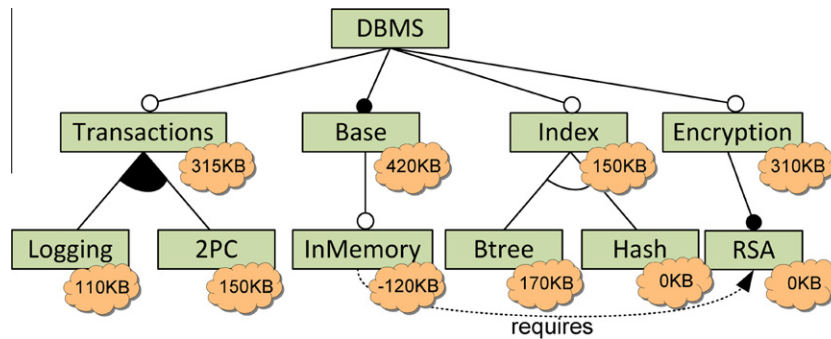 DBMS
Transactions Base Index Encryption
315KB 420KB 150KB 310KB
Logging 2PC InMemory Btree Hash RSA
110KB 150KB -120KB 170KB 0KB 0KB
requires